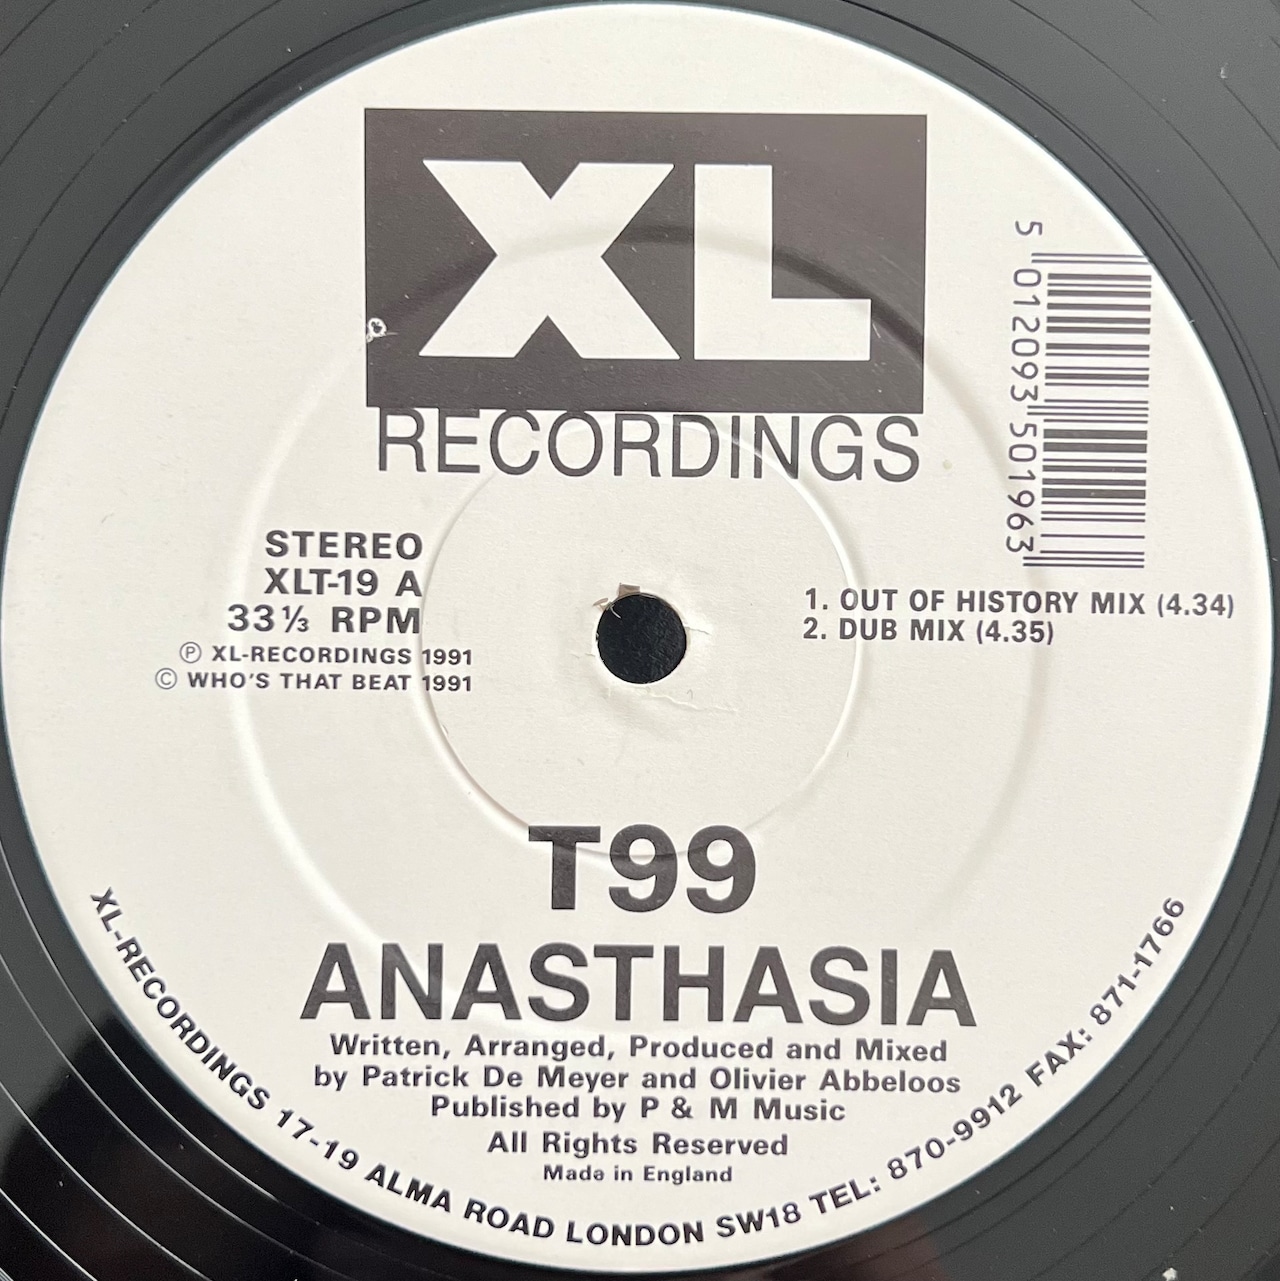 XL
RECORDINGS
5 012093 501963
STEREO
XLT-19 A
33⅓ RPM
Ⓟ XL-RECORDINGS 1991
© WHO'S THAT BEAT 1991
1. OUT OF HISTORY MIX (4.34)
2. DUB MIX (4.35)
T99
ANASTHASIA
Written, Arranged, Produced and Mixed
by Patrick De Meyer and Olivier Abbeloos
Published by P & M Music
All Rights Reserved
Made in England
XL-RECORDINGS 17-19 ALMA ROAD LONDON SW18 TEL: 870-9912 FAX: 871-1766